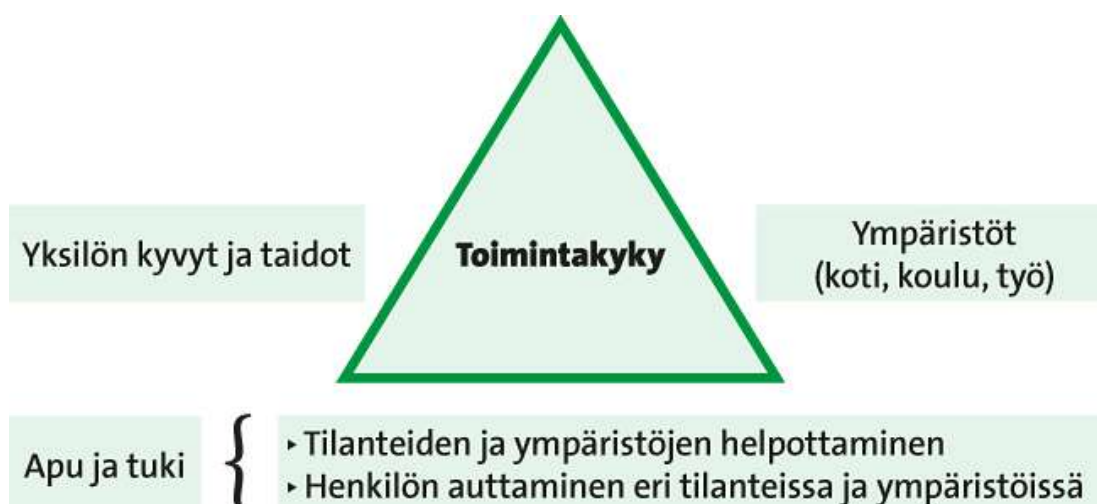 Yksilön kyvyt ja taidot
Toimintakyky
Ympäristöt
(koti, koulu, työ)
Apu ja tuki
{
‣ Tilanteiden ja ympäristöjen helpottaminen
‣ Henkilön auttaminen eri tilanteissa ja ympäristöissä